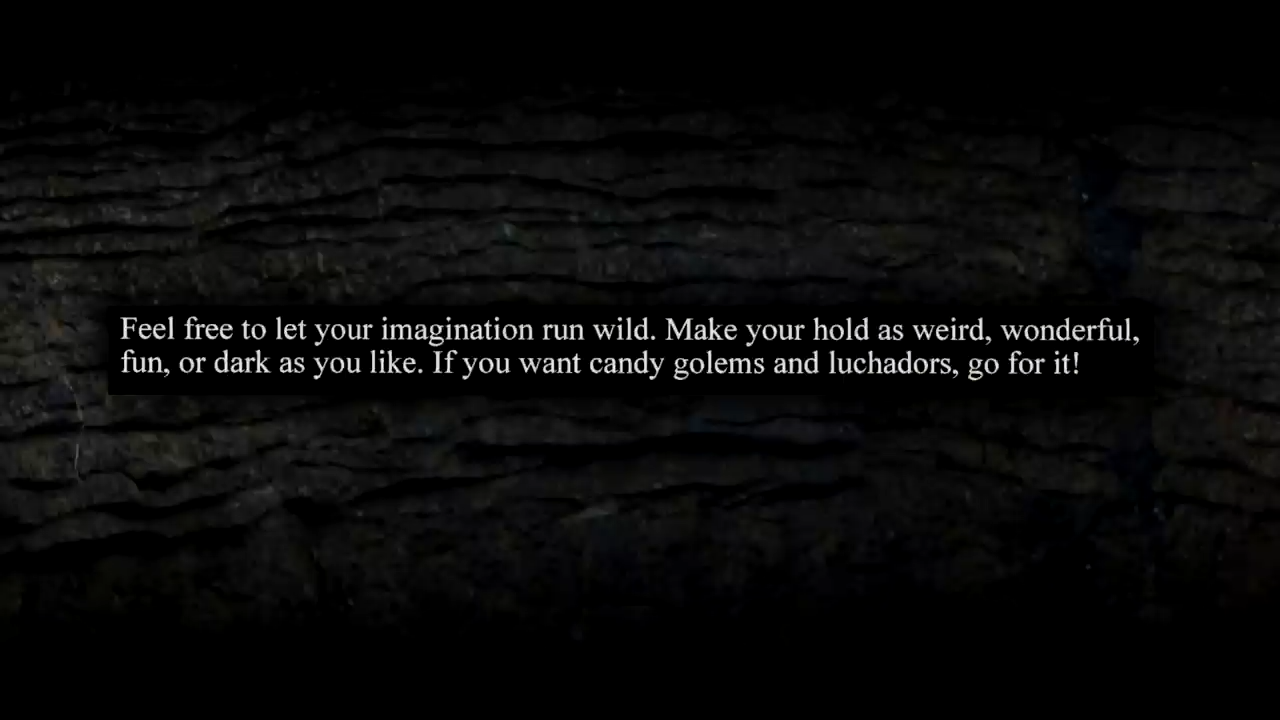 Feel free to let your imagination run wild. Make your hold as weird, wonderful,
fun, or dark as you like. If you want candy golems and luchadors, go for it!